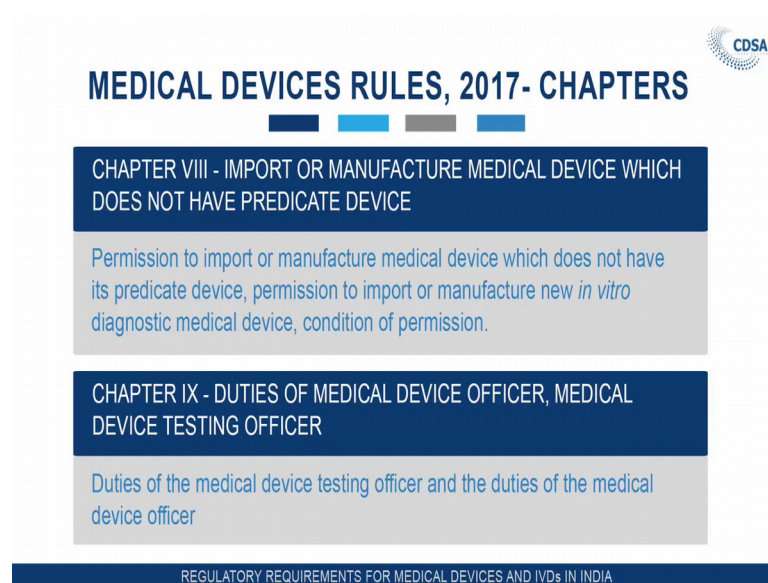 CDSA
MEDICAL DEVICES RULES, 2017- CHAPTERS
CHAPTER VIII - IMPORT OR MANUFACTURE MEDICAL DEVICE WHICH
DOES NOT HAVE PREDICATE DEVICE
Permission to import or manufacture medical device which does not have
its predicate device, permission to import or manufacture new in vitro
diagnostic medical device, condition of permission.
CHAPTER IX - DUTIES OF MEDICAL DEVICE OFFICER, MEDICAL
DEVICE TESTING OFFICER
Duties of the medical device testing officer and the duties of the medical
device officer
REGULATORY REQUIREMENTS FOR MEDICAL DEVICES AND IVDs IN INDIA